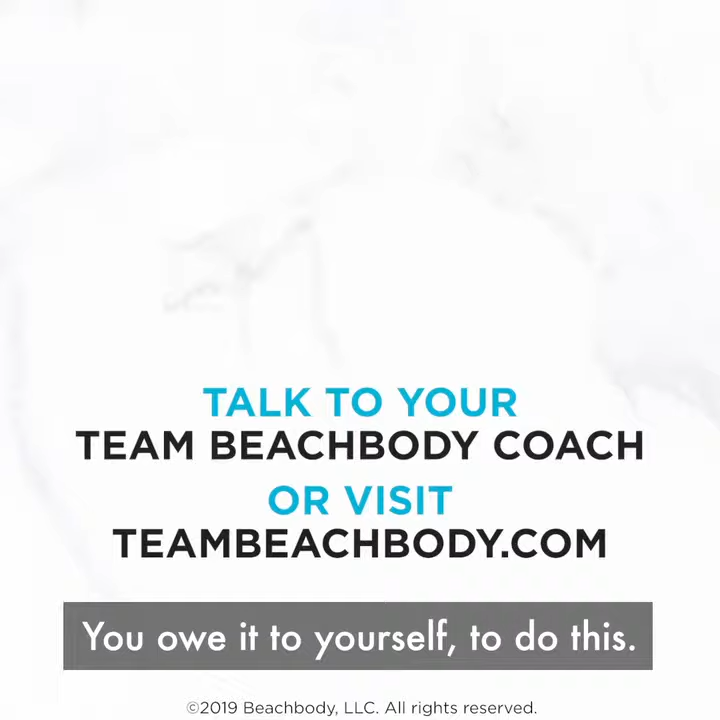 TALK TO YOUR
TEAM BEACHBODY COACH
OR VISIT
TEAMBEACHBODY.COM
You owe it to yourself, to do this.
©2019 Beachbody, LLC. All rights reserved.